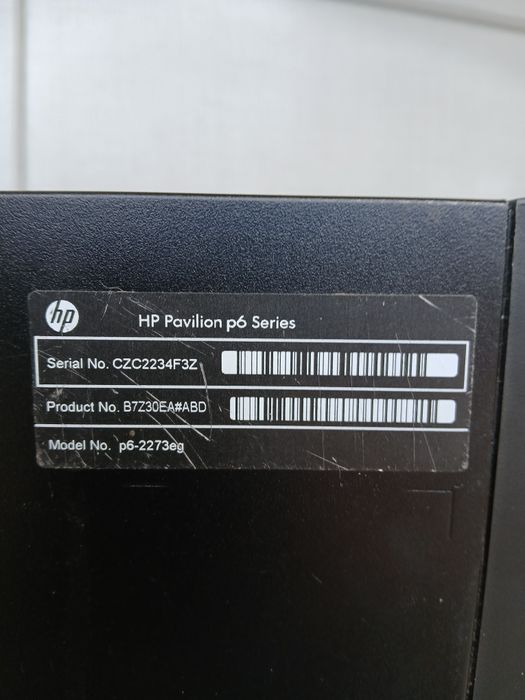 hp
HP Pavilion p6 Series
Serial No. CZC2234F3Z
Product No. B7Z30EA#ABD
Model No. p6-2273eg